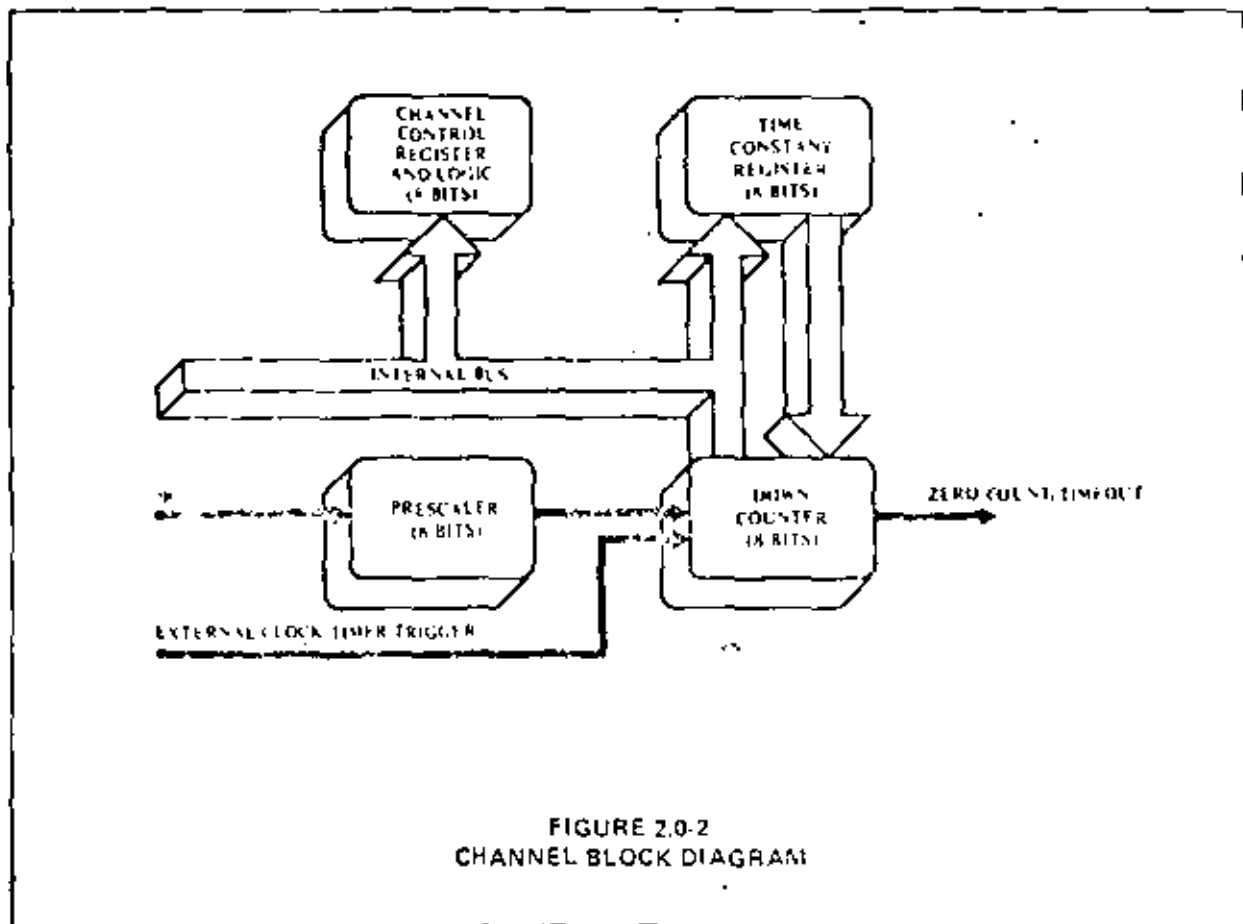 CHANNEL
CONTROL
REGISTER
AND LOGIC
(8 BITS)
TIME
CONSTANY
REGISTER
(8 BITS)
INTERNAL BUS
PRESCALER
(8 BITS)
DOWN
COUNTER
(8 BITS)
ZERO COUNT/TIMEOUT
EXTERNAL CLOCK TIMER TRIGGER
FIGURE 2.0-2
CHANNEL BLOCK DIAGRAM